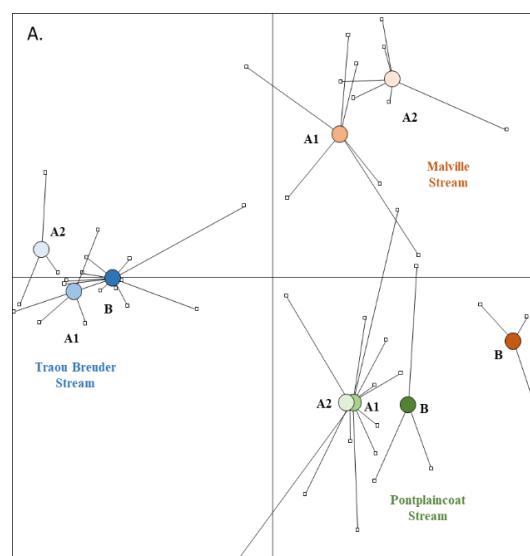 A.
A2
A1
Malville
Stream
A2
B
A1
Traou Breuder
Stream
B
A2
A1
B
Pontplaincoat
Stream